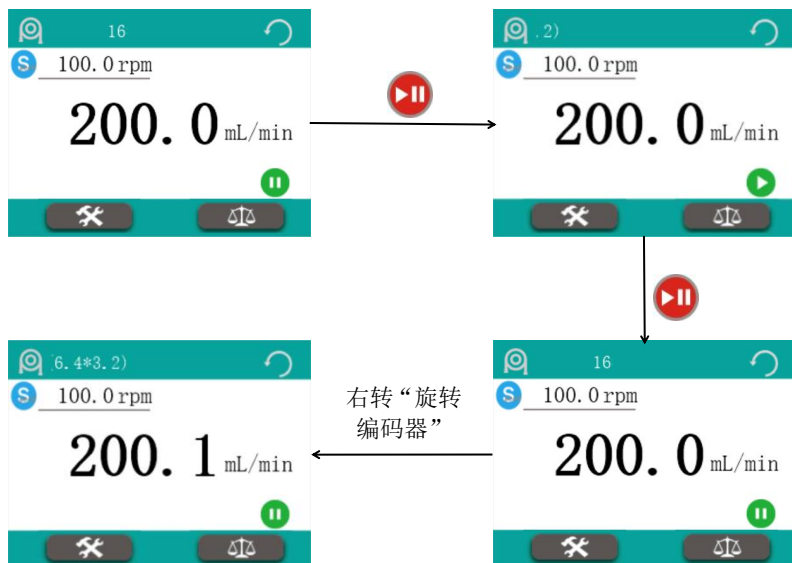 16
S 100.0 rpm
200.0 mL/min
.2)
S 100.0 rpm
200.0 mL/min
6.4*3.2)
S 100.0 rpm
200.1 mL/min
右转“旋转
编码器”
16
S 100.0 rpm
200.0 mL/min